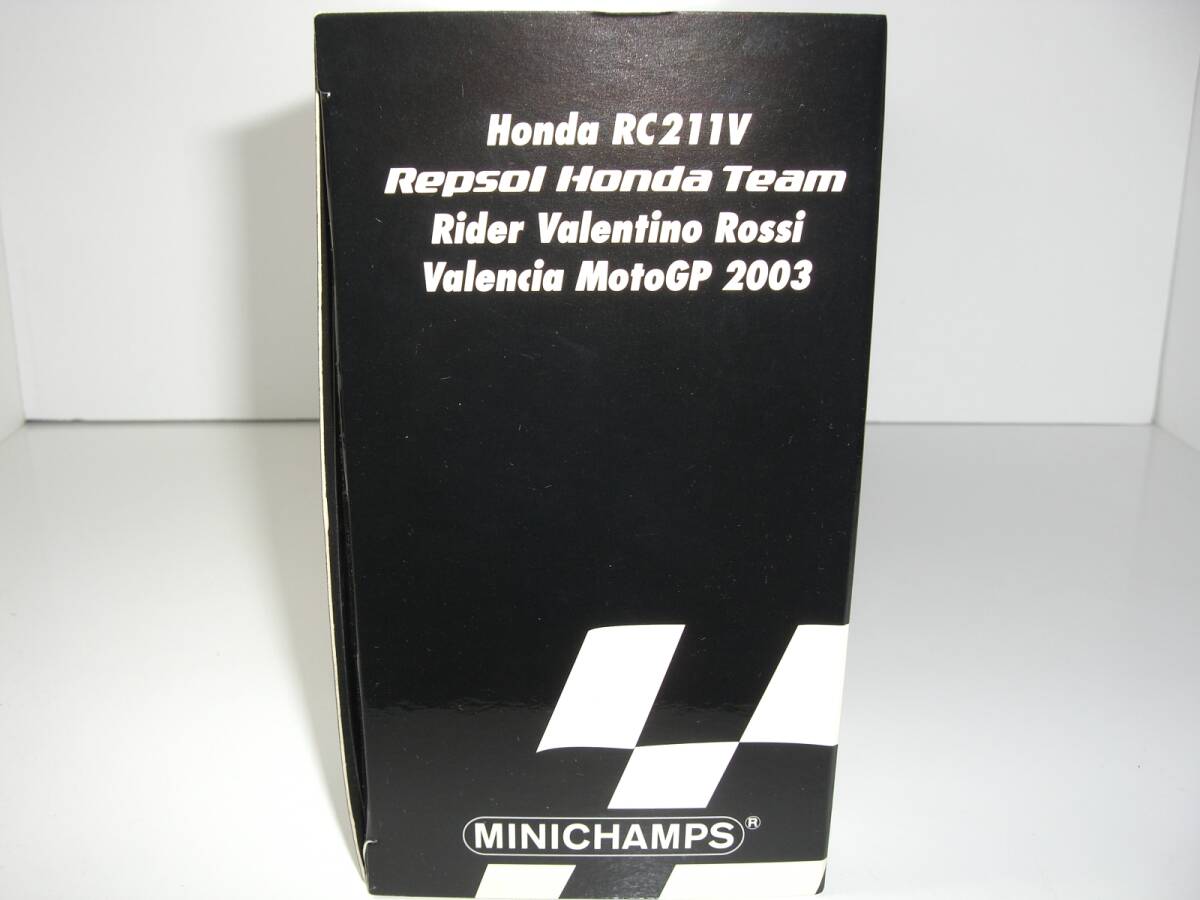 Honda RC211V
Repsol Honda Team
Rider Valentino Rossi
Valencia MotoGP 2003
MINICHAMPS®